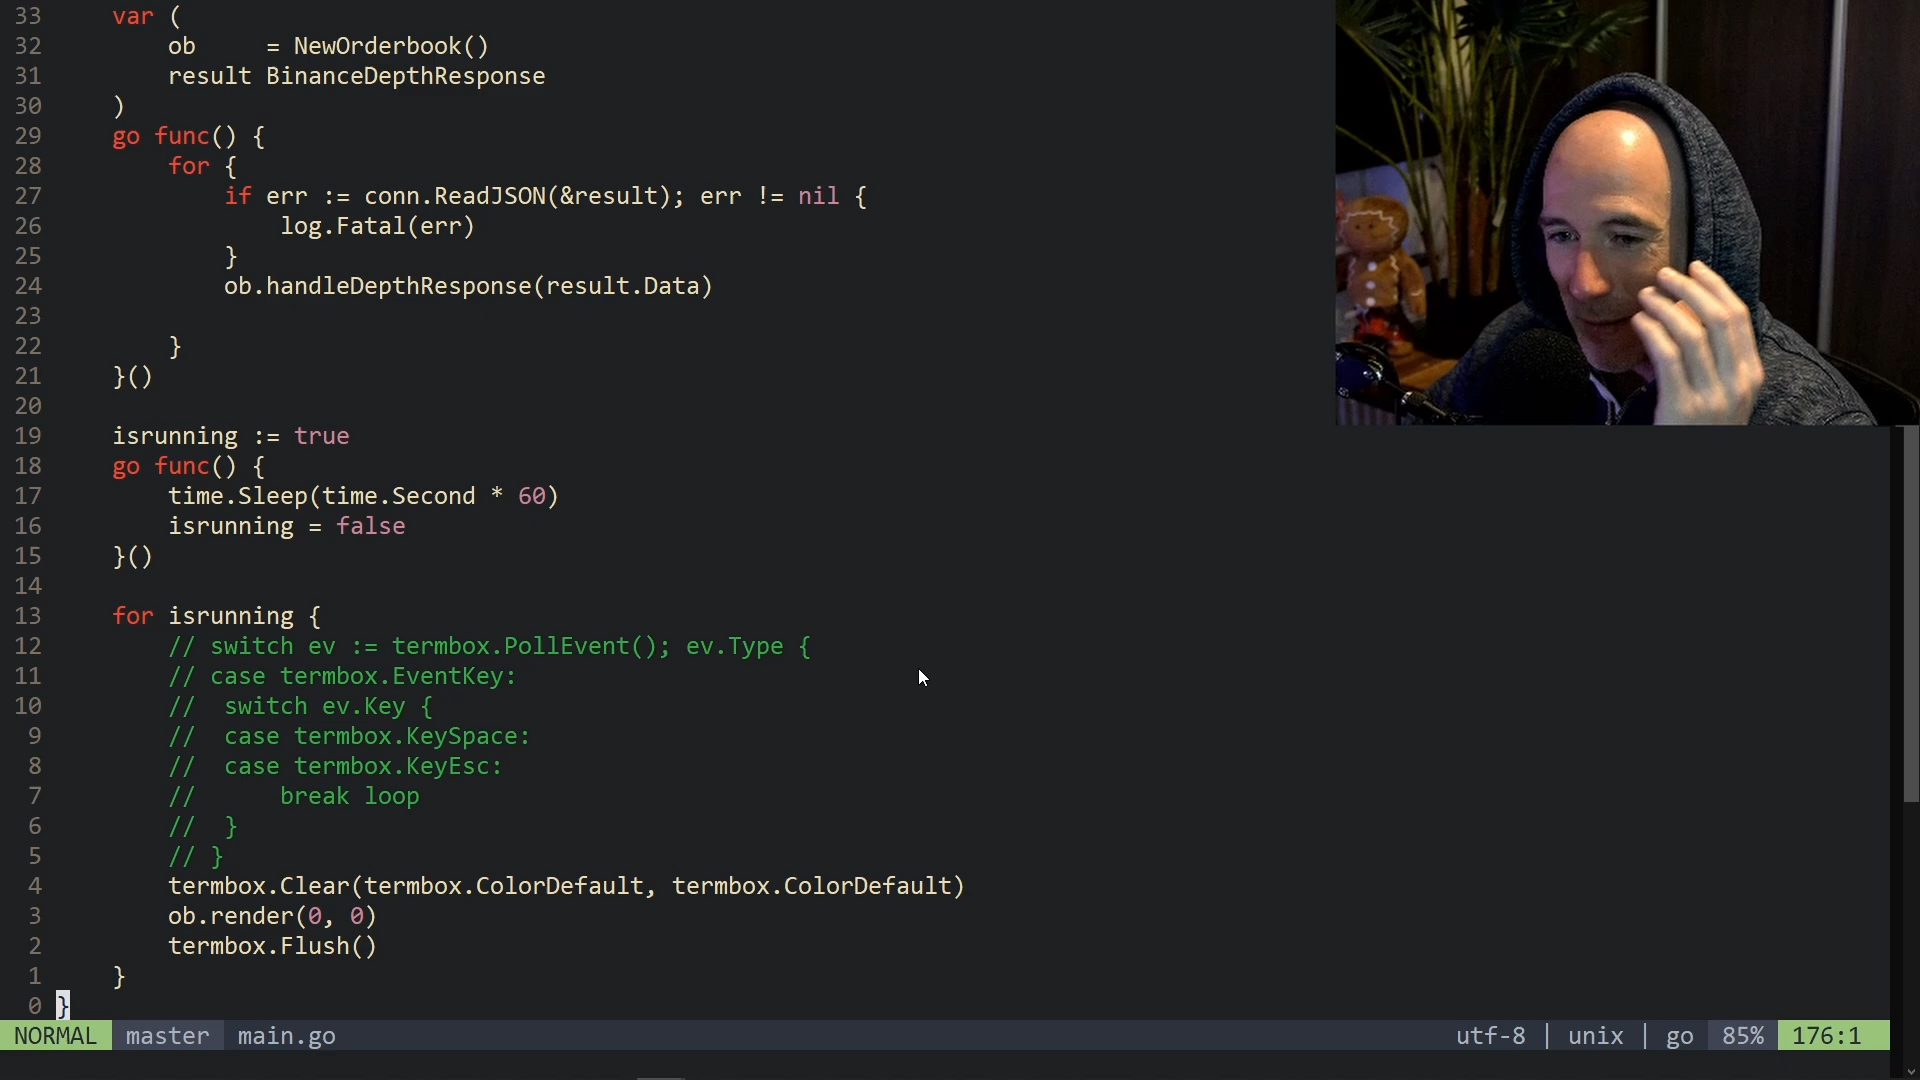 33 var (
32 ob = NewOrderbook()
31 result BinanceDepthResponse
30 )
29 go func() {
28 for {
27 if err := conn.ReadJSON(&result); err != nil {
26 log.Fatal(err)
25 }
24 ob.handleDepthResponse(result.Data)
23
22 }
21 }()
20
19 isrunning := true
18 go func() {
17 time.Sleep(time.Second * 60)
16 isrunning = false
15 }()
14
13 for isrunning {
12 // switch ev := termbox.PollEvent(); ev.Type {
11 // case termbox.EventKey:
10 // switch ev.Key {
9 // case termbox.KeySpace:
8 // case termbox.KeyEsc:
7 // break loop
6 // }
5 // }
4 termbox.Clear(termbox.ColorDefault, termbox.ColorDefault)
3 ob.render(0, 0)
2 termbox.Flush()
1 }
0 }
NORMAL master main.go utf-8 | unix | go 85% 176:1